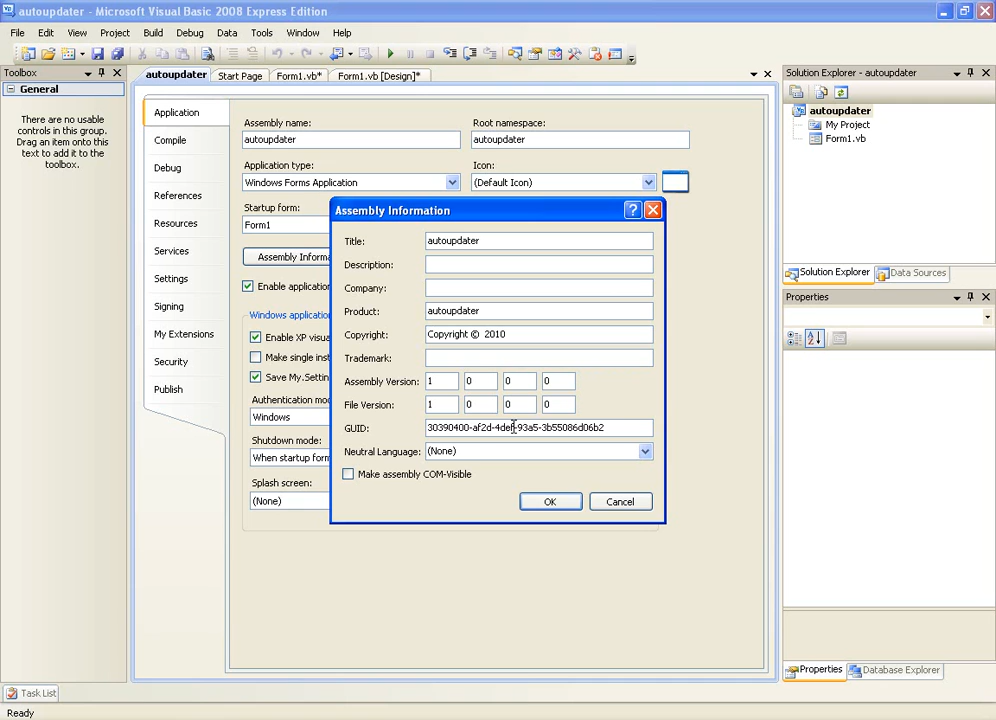 autoupdater - Microsoft Visual Basic 2008 Express Edition
File Edit View Project Build Debug Data Tools Window Help
Toolbox
autoupdater Start Page Form1.vb* Form1.vb [Design]*
Solution Explorer - autoupdater
General
There are no usable
controls in this group.
Drag an item onto this
text to add it to the
toolbox.
Application
Compile
Debug
References
Resources
Services
Settings
Signing
My Extensions
Security
Publish
Assembly name:
autoupdater
Root namespace:
autoupdater
Application type:
Windows Forms Application
Icon:
(Default Icon)
Startup form:
Form1
Assembly Informa
Enable application
Windows application
Enable XP visua
Make single inst
Save My.Settin
Authentication mod
Windows
Shutdown mode:
When startup form
Splash screen:
(None)
Assembly Information
Title: autoupdater
Description:
Company:
Product: autoupdater
Copyright: Copyright © 2010
Trademark:
Assembly Version: 1 0 0 0
File Version: 1 0 0 0
GUID:
Neutral Language: (None)
Make assembly COM-Visible
OK Cancel
autoupdater
My Project
Form1.vb
Solution Explorer Data Sources
Properties
Properties Database Explorer
Task List
Ready